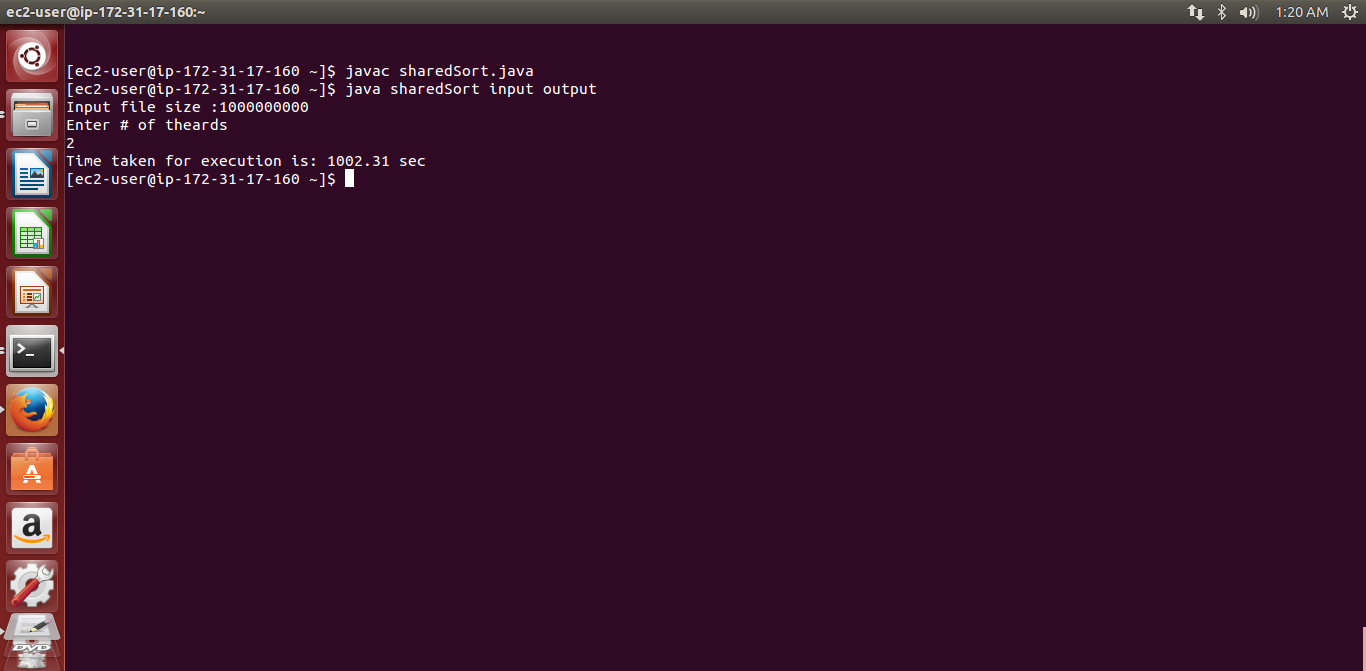 ec2-user@ip-172-31-17-160:~
1:20 AM
[ec2-user@ip-172-31-17-160 ~]$ javac sharedSort.java
[ec2-user@ip-172-31-17-160 ~]$ java sharedSort input output
Input file size :1000000000
Enter # of theards
2
Time taken for execution is: 1002.31 sec
[ec2-user@ip-172-31-17-160 ~]$
>_
A
a
DVD